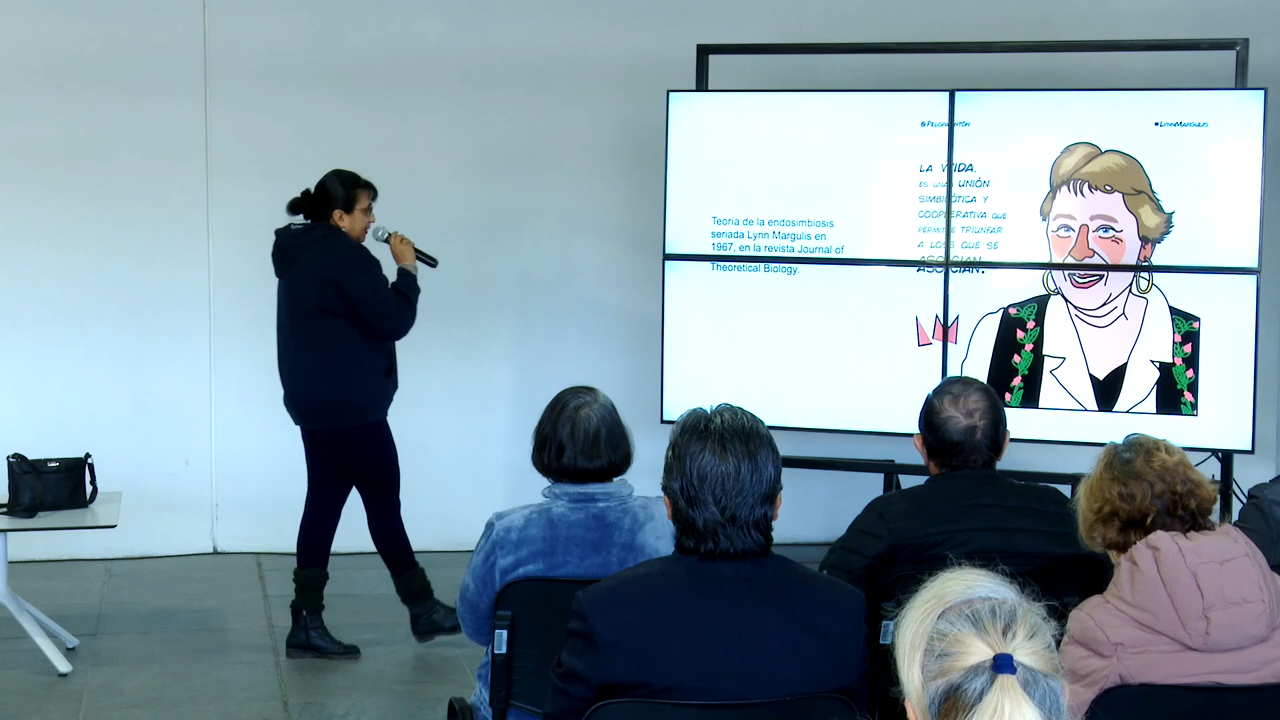 @PELOPANTÓN
#LYNNMARGULIS
LA VIDA,
ES UNA UNIÓN
SIMBIÓTICA Y
COOPERATIVA QUE
PERMITE TRIUNFAR
A LOS QUE SE
ASOCIAN.
Teoría de la endosimbiosis
seriada Lynn Margulis en
1967, en la revista Journal of
Theoretical Biology.